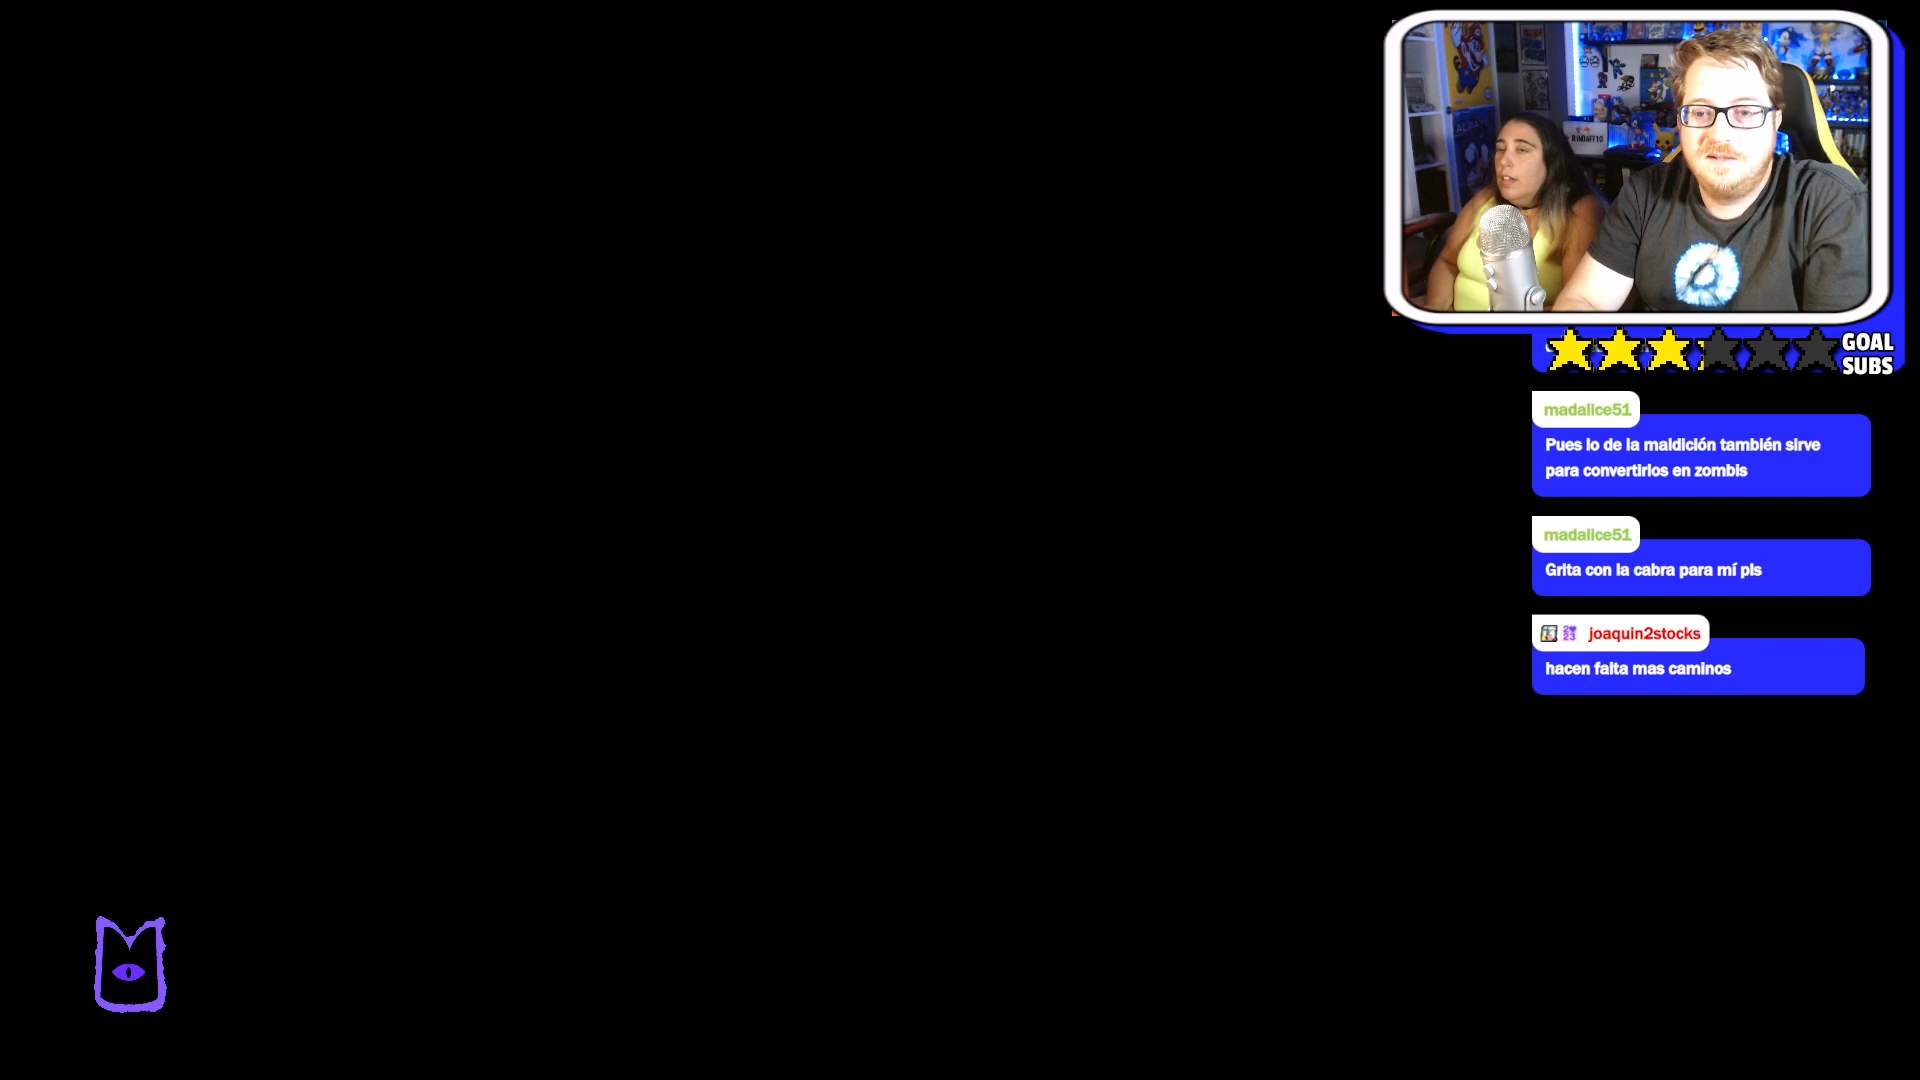 RINDAFF10
GOAL
SUBS
madalice51
Pues lo de la maldición también sirve
para convertirlos en zombis
madalice51
Grita con la cabra para mí pls
joaquin2stocks
hacen falta mas caminos